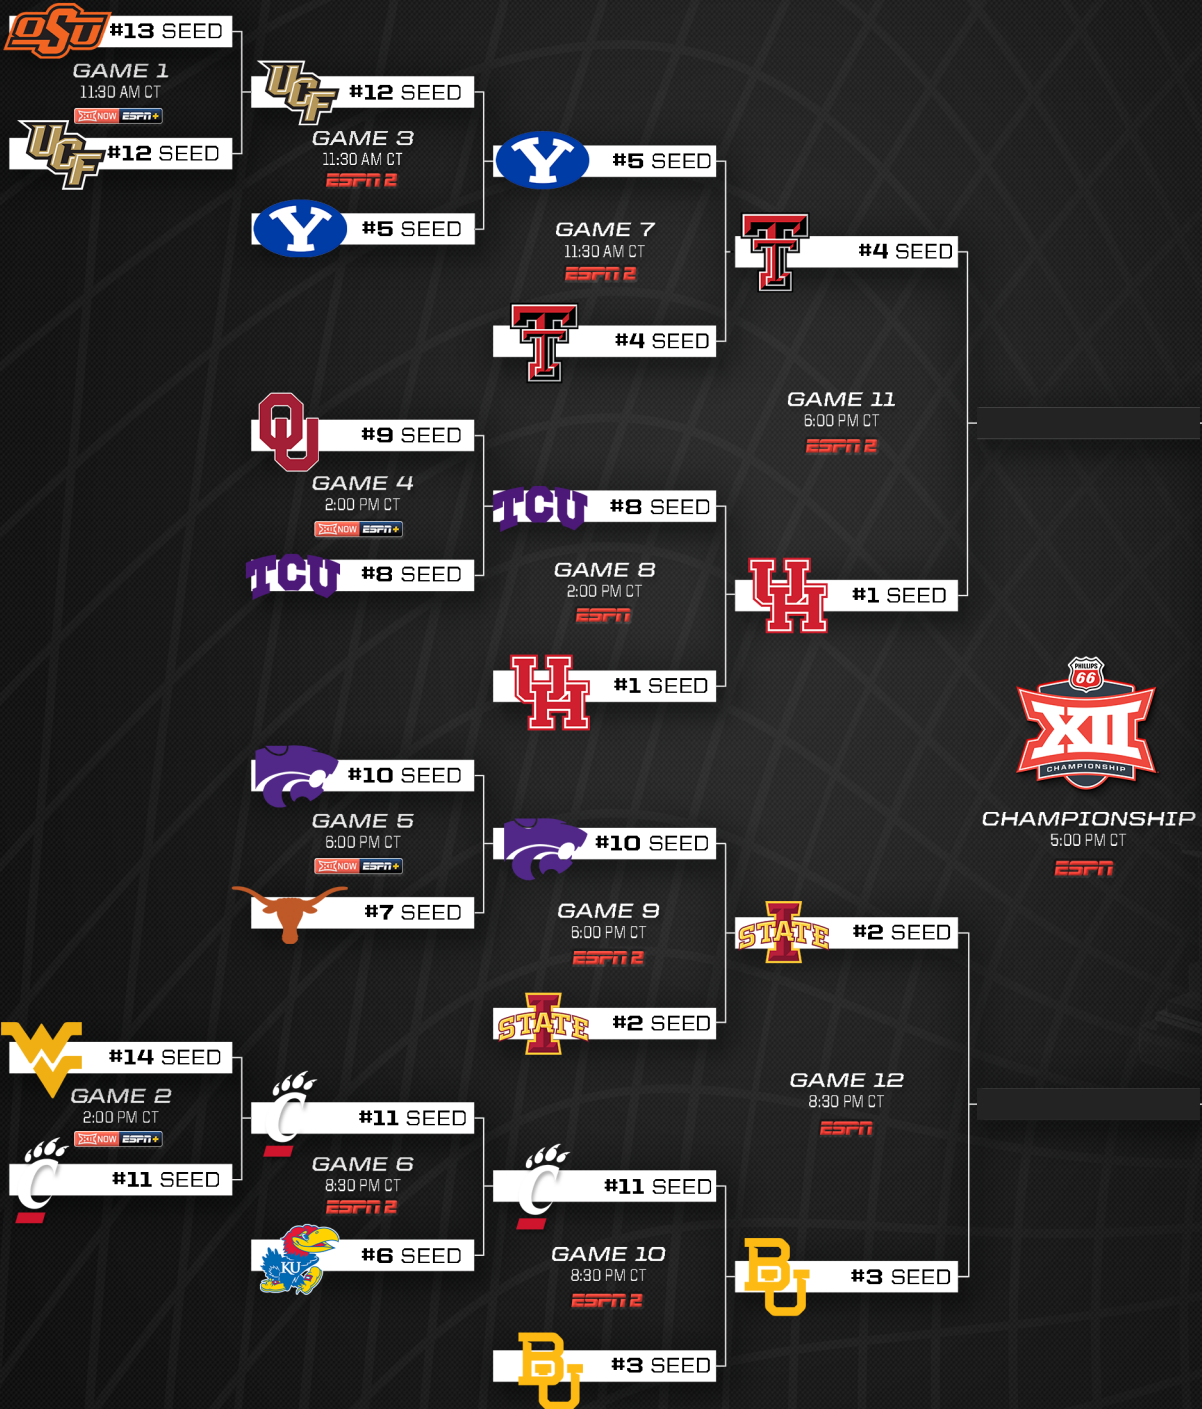 OSU
#13 SEED
GAME 1
11:30 AM CT
XII NOW ESPN+
UCF
#12 SEED
UCF
#12 SEED
GAME 3
11:30 AM CT
ESPN 2
Y
#5 SEED
Y
#5 SEED
GAME 7
11:30 AM CT
ESPN 2
T
#4 SEED
T
#4 SEED
OU
#9 SEED
GAME 4
2:00 PM CT
XII NOW ESPN+
TCU
#8 SEED
TCU
#8 SEED
GAME 8
2:00 PM CT
ESPN
UH
#1 SEED
UH
#1 SEED
GAME 11
6:00 PM CT
ESPN 2
#10 SEED
GAME 5
6:00 PM CT
XII NOW ESPN+
#7 SEED
#10 SEED
GAME 9
6:00 PM CT
ESPN 2
I STATE
#2 SEED
I STATE
#2 SEED
WV
#14 SEED
GAME 2
2:00 PM CT
XII NOW ESPN+
C
#11 SEED
C
#11 SEED
GAME 6
8:30 PM CT
ESPN 2
KU
#6 SEED
C
#11 SEED
GAME 10
8:30 PM CT
ESPN 2
BU
#3 SEED
BU
#3 SEED
GAME 12
8:30 PM CT
ESPN
PHILLIPS
66
XII
CHAMPIONSHIP
CHAMPIONSHIP
5:00 PM CT
ESPN